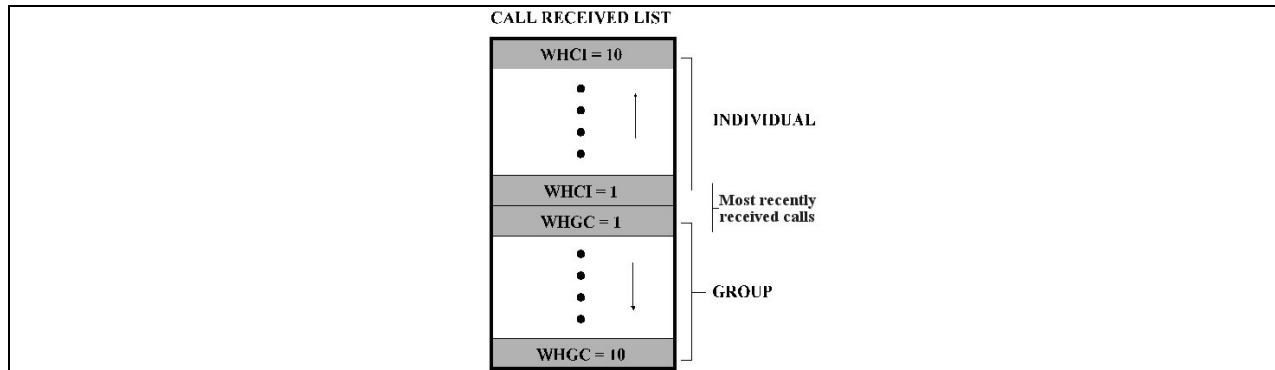 CALL RECEIVED LIST
WHCI = 10
INDIVIDUAL
WHCI = 1
Most recently
received calls
WHGC = 1
GROUP
WHGC = 10